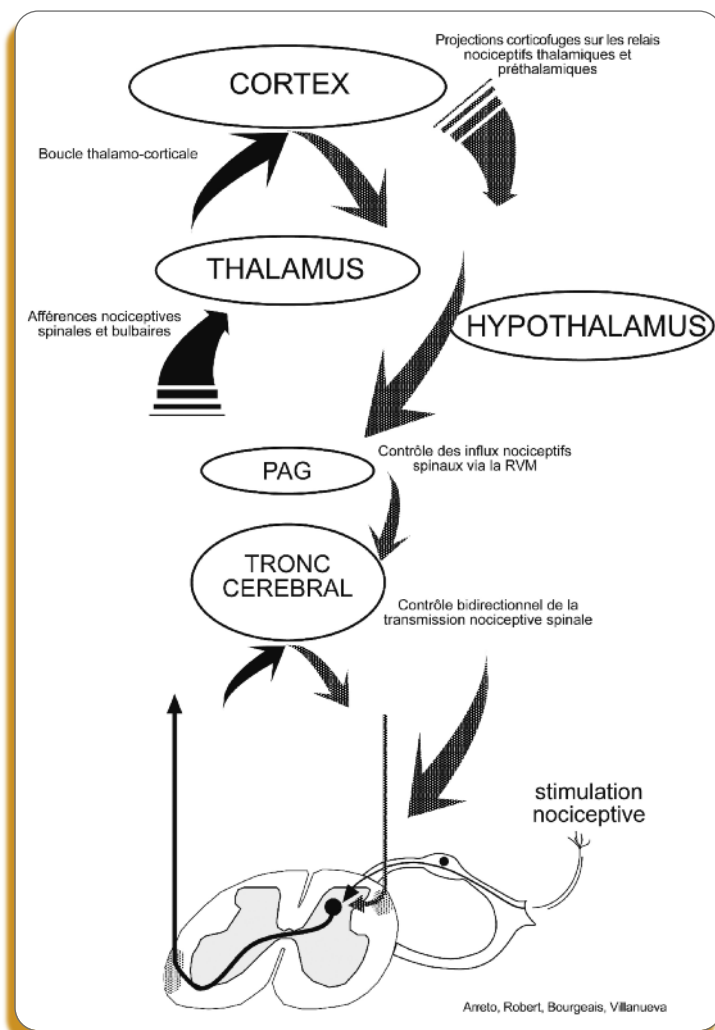 Projections corticofuges sur les relais
nociceptifs thalamiques et
préthalamiques
CORTEX
Boucle thalamo-corticale
THALAMUS
Afférences nociceptives
spinales et bulbaires
HYPOTHALAMUS
Contrôle des influx nociceptifs
spinaux via la RVM
PAG
TRONC
CEREBRAL
Contrôle bidirectionnel de la
transmission nociceptive spinale
stimulation
nociceptive
Arreto, Robert, Bourgeais, Villanueva